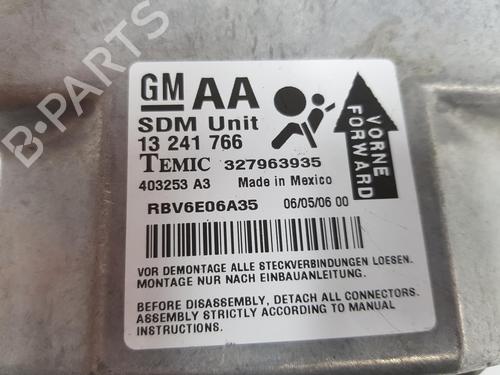 B-PARTS
GM AA
SDM Unit
13 241 766
TEMIC 327963935
403253 A3 Made in Mexico
RBV6E06A35 06/05/06 00
VORNE
FORWARD
VOR DEMONTAGE ALLE STECKVERBINDUNGEN LOESEN.
MONTAGE NUR NACH EINBAUANLEITUNG.
BEFORE DISASSEMBLY, DETACH ALL CONNECTORS.
ASSEMBLY STRICTLY ACCORDING TO MANUAL
INSTRUCTIONS.